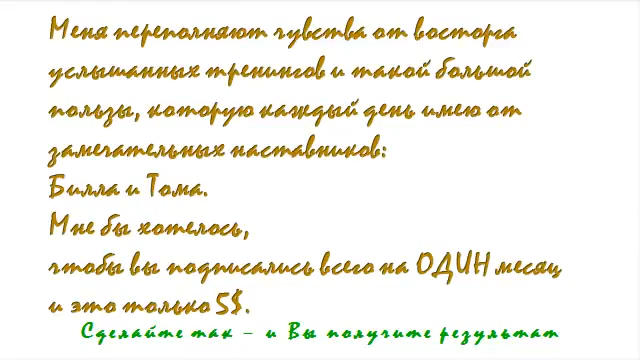 Меня переполняют чувства от восторга
услышанных тренингов и такой большой
пользы, которую каждый день имею от
замечательных наставников:
Билла и Тома.
Мне бы хотелось,
чтобы вы подписались всего на ОДИН месяц
и это только 5$.
Сделайте так – и Вы получите результат